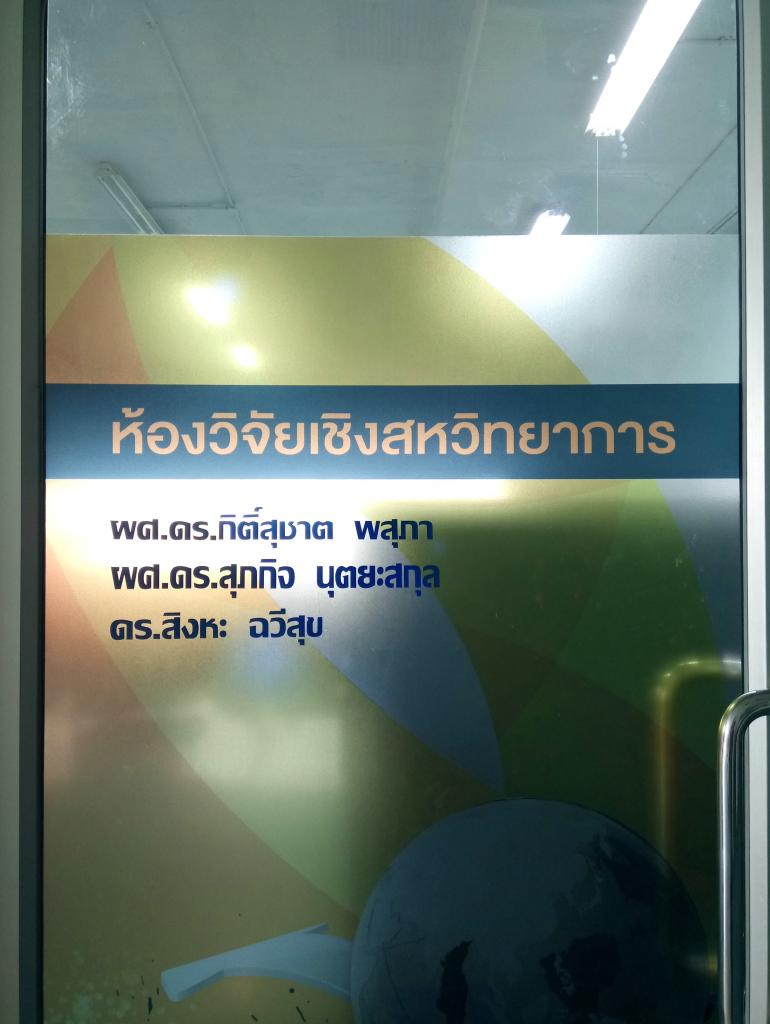 ห้องวิจัยเชิงสหวิทยาการ
ผศ.ดร.กิติ์สุชาต พสุภา
ผศ.ดร.สุภกิจ นุตยะสกุล
ดร.สิงหะ ฉวีสุข